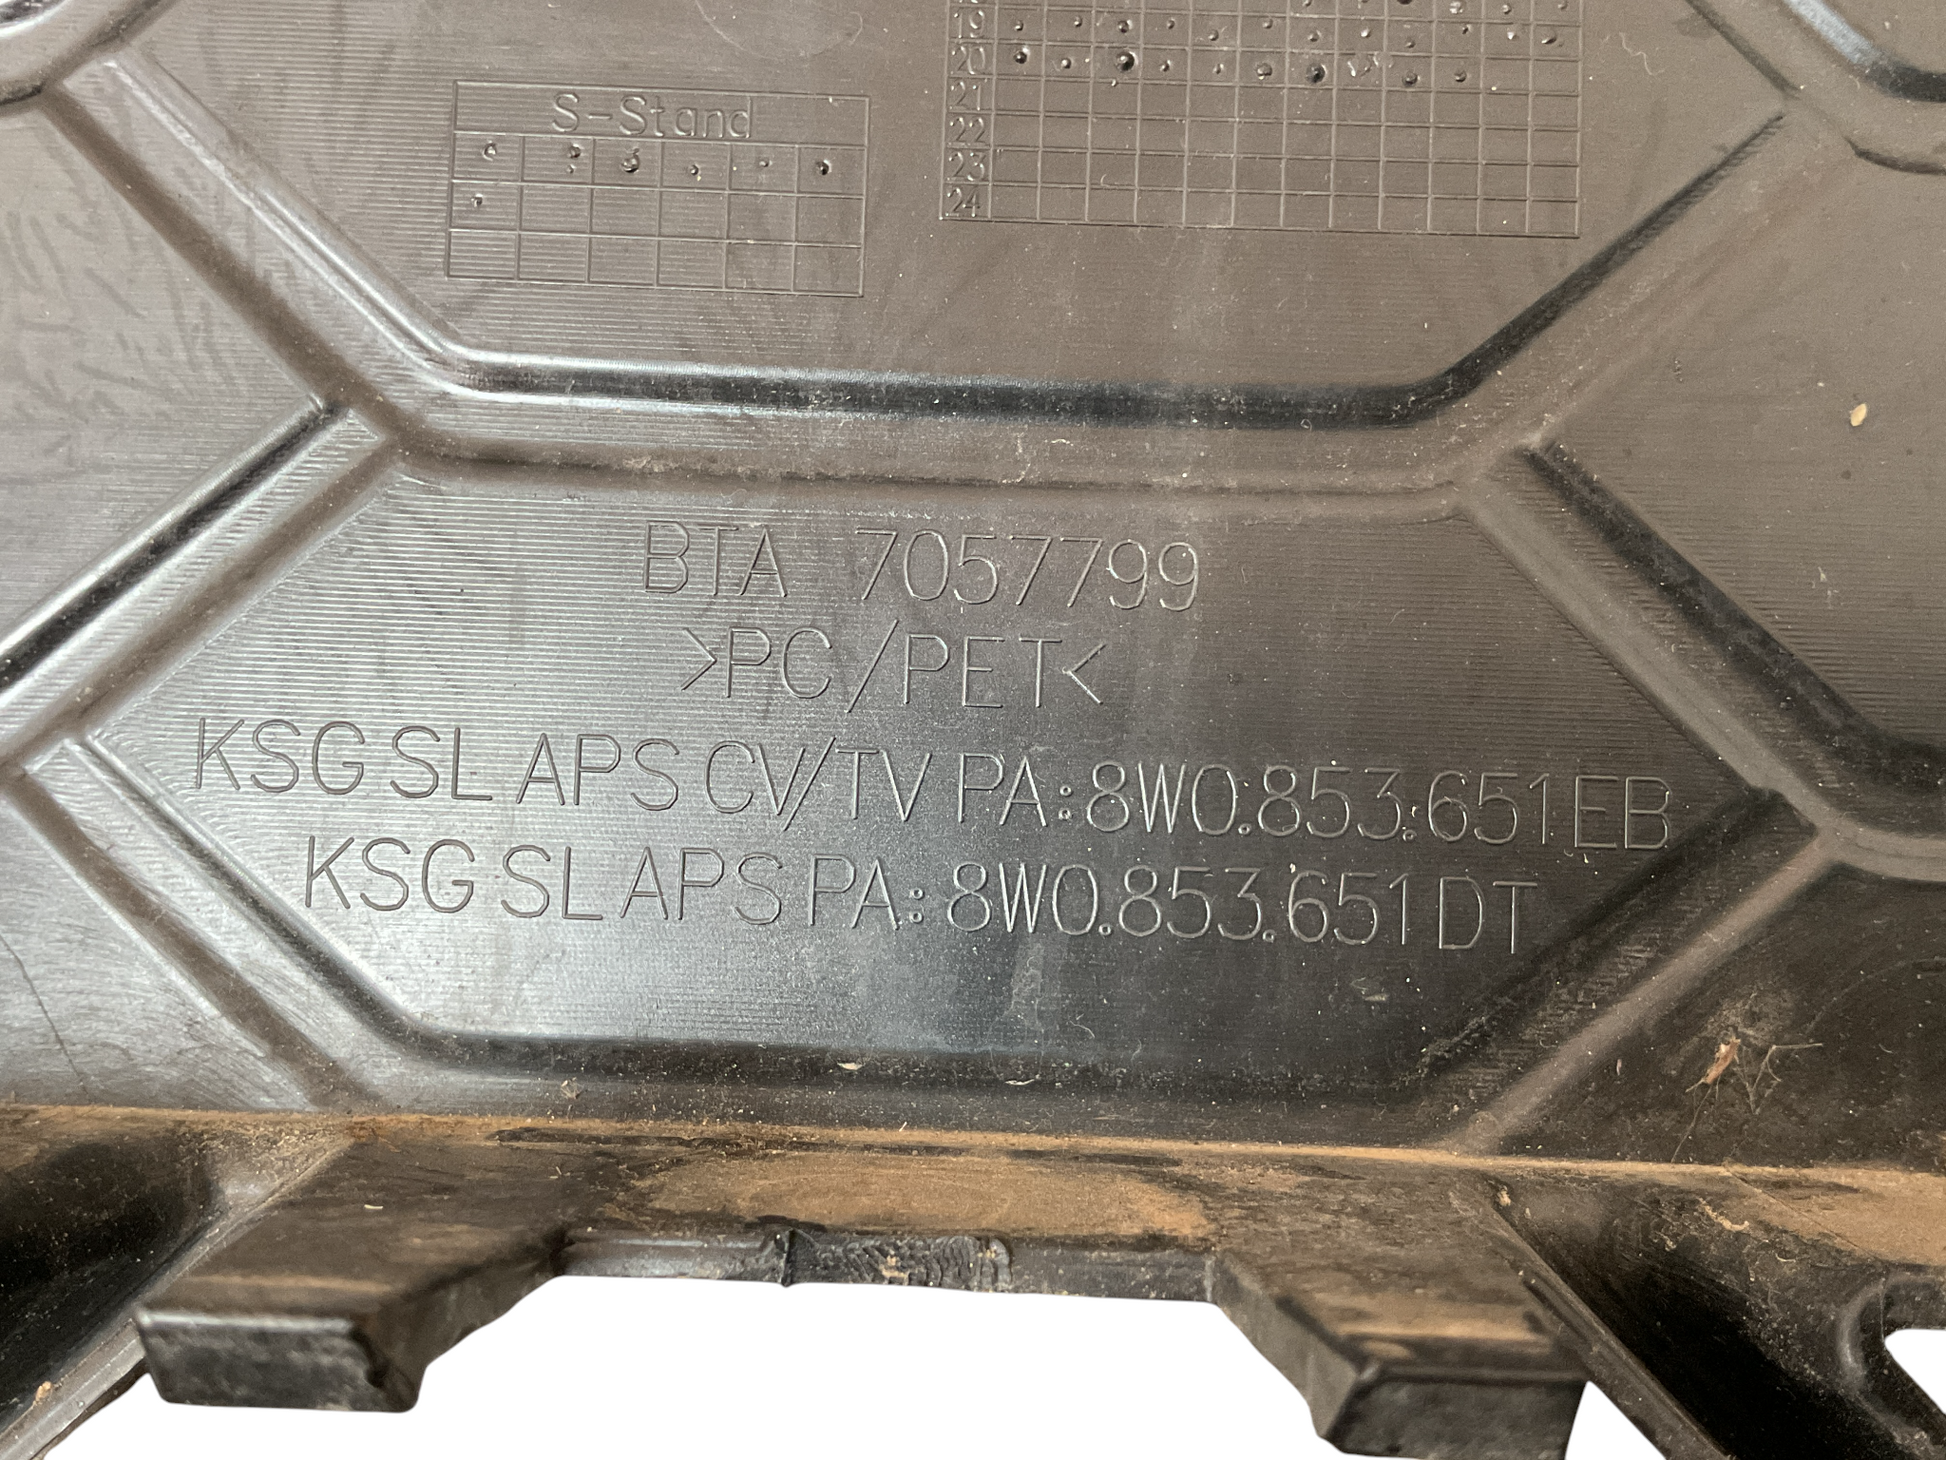 19
20
21
22
23
24
S-Stand
BTA 7057799
>PC/PET<
KSG SL APS CV/TV PA:8W0.853.651EB
KSG SL APS PA:8W0.853.651DT